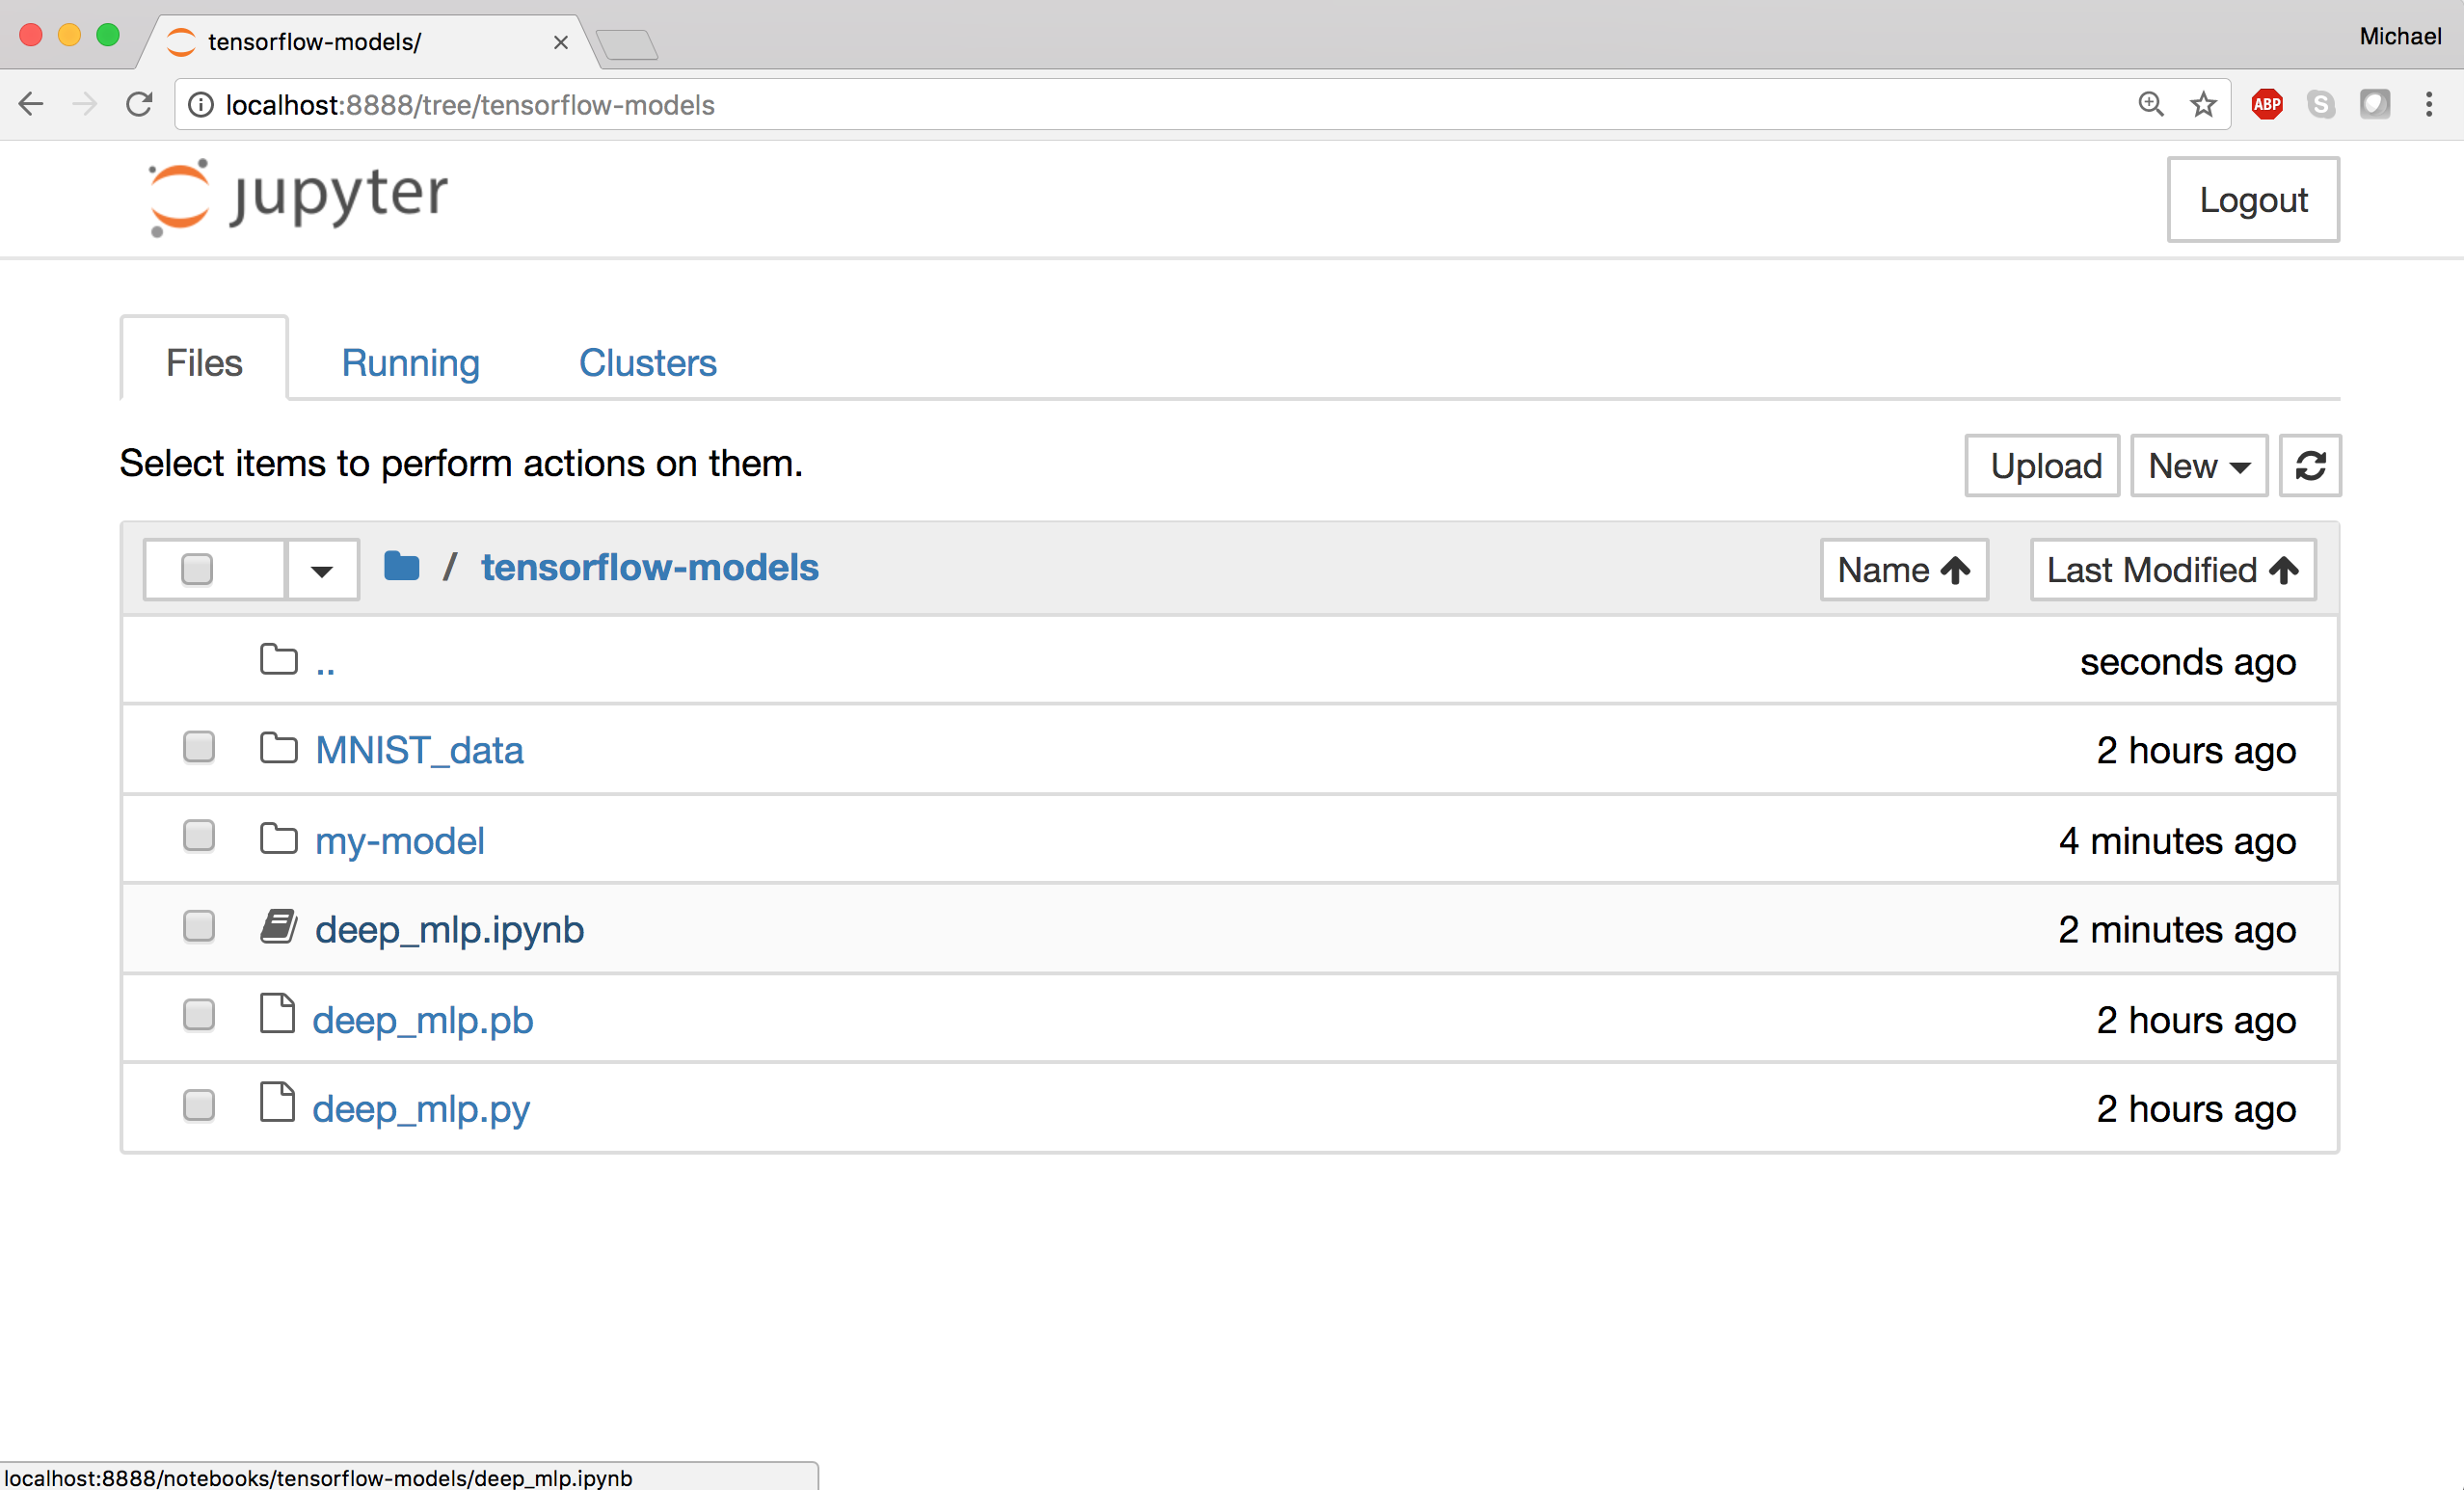 tensorflow-models/
Michael
localhost:8888/tree/tensorflow-models
ABP
S
jupyter
Logout
Files Running Clusters
Select items to perform actions on them.
Upload New
/ tensorflow-models
Name Last Modified
.. seconds ago
MNIST_data 2 hours ago
my-model 4 minutes ago
deep_mlp.ipynb 2 minutes ago
deep_mlp.pb 2 hours ago
deep_mlp.py 2 hours ago
localhost:8888/notebooks/tensorflow-models/deep_mlp.ipynb